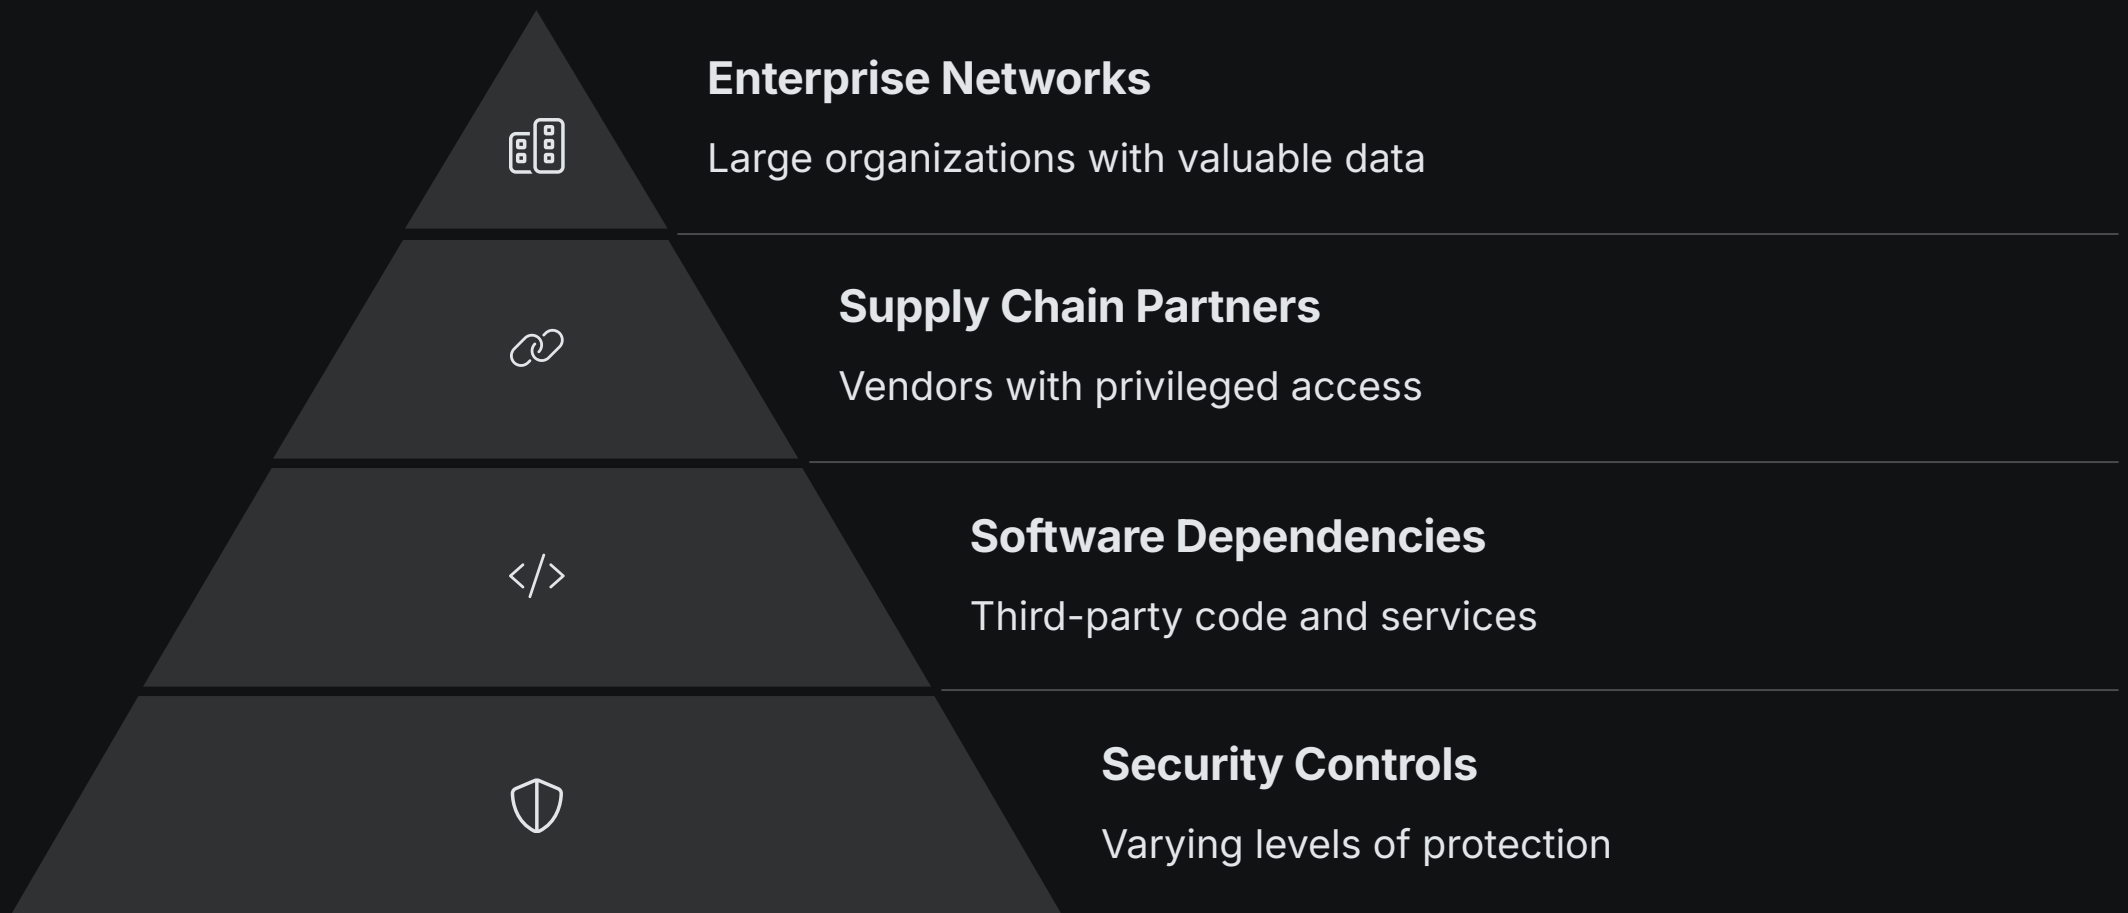 Enterprise Networks
Large organizations with valuable data
Supply Chain Partners
Vendors with privileged access
Software Dependencies
Third-party code and services
Security Controls
Varying levels of protection